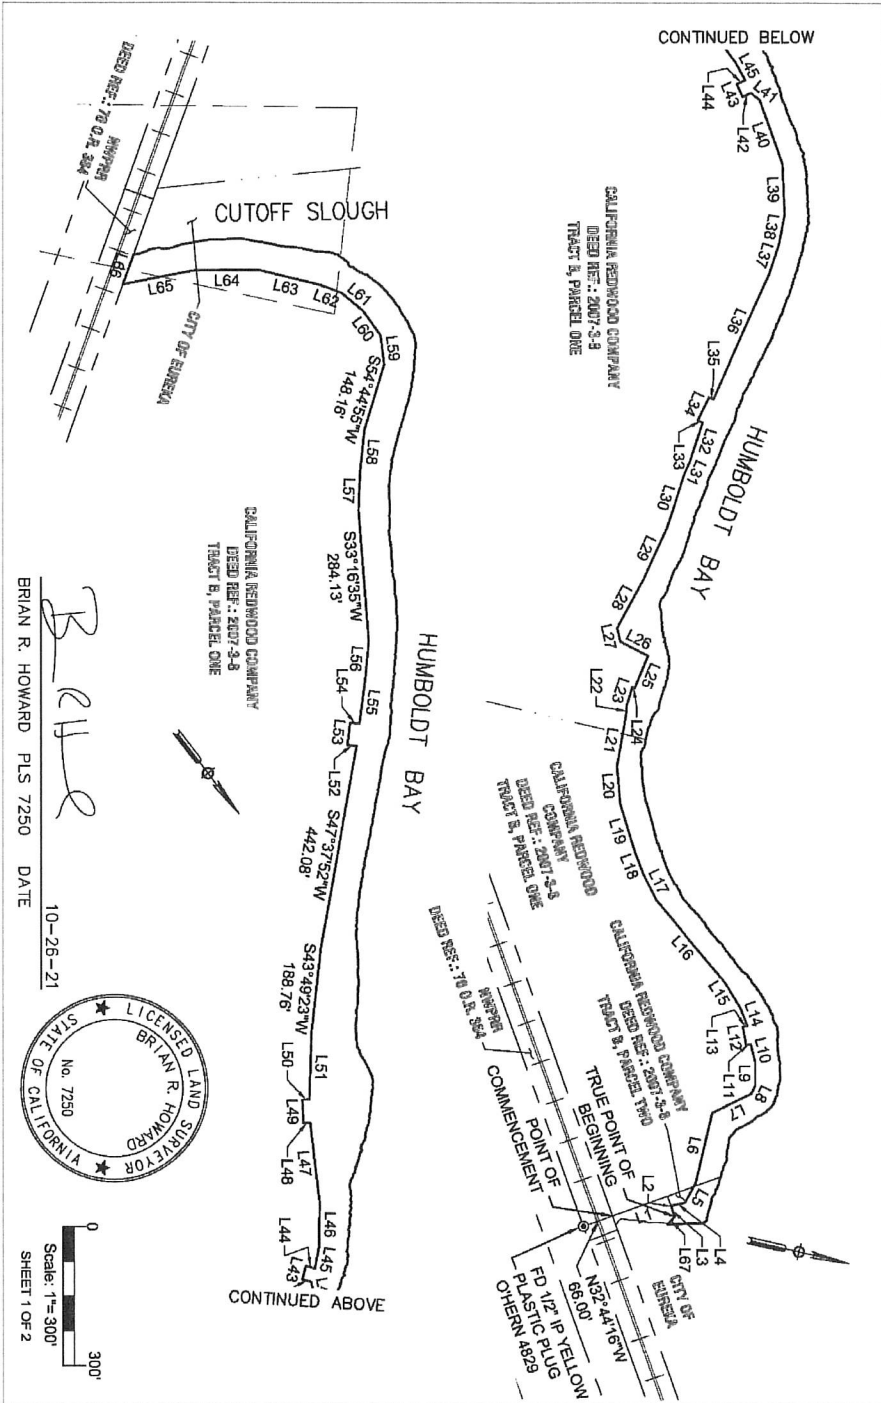 CONTINUED BELOW
L45
L41
L43
L44
L42
L40
L39
L38
L37
L36
L35
L34
L33
L32
L31
L30
L29
L28
L27
L26
L25
L24
L23
L22
L21
L20
L19
L18
L17
L16
L15
L14
L13
L12
L10
L9
L11
L8
L7
L6
L5
L4
L3
L2
L67
HUMBOLDT BAY
CALIFORNIA REDWOOD COMPANY
DEED REF.: 2007-3-8
TRACT B, PARCEL ONE
CALIFORNIA REDWOOD
COMPANY
DEED REF.: 2007-3-8
TRACT B, PARCEL ONE
CALIFORNIA REDWOOD COMPANY
DEED REF.: 2007-3-8
TRACT B, PARCEL TWO
NWPRR
DEED REF.: 70 O.R. 354
TRUE POINT OF
BEGINNING
POINT OF
COMMENCEMENT
CITY OF
EUREKA
N32°44'16"W
66.00'
FD 1/2" IP YELLOW
PLASTIC PLUG
O'HERN 4829
CUTOFF SLOUGH
NWPRR
DEED REF.: 70 O.R. 354
CITY OF EUREKA
L66
L65
L64
L63
L62
L61
L60
L59
S54°44'55"W
148.16'
L58
L57
S33°16'35"W
284.13'
L56
L55
L54
L53
L52
S47°37'52"W
442.08'
S43°49'23"W
188.76'
L51
L50
L49
L48
L47
L46
L45
L44
L43
HUMBOLDT BAY
CALIFORNIA REDWOOD COMPANY
DEED REF.: 2007-3-8
TRACT B, PARCEL ONE
CONTINUED ABOVE
10-26-21
BRIAN R. HOWARD PLS 7250 DATE
LICENSED LAND SURVEYOR
BRIAN R. HOWARD
No. 7250
STATE OF CALIFORNIA
0 300'
Scale: 1"=300'
SHEET 1 OF 2